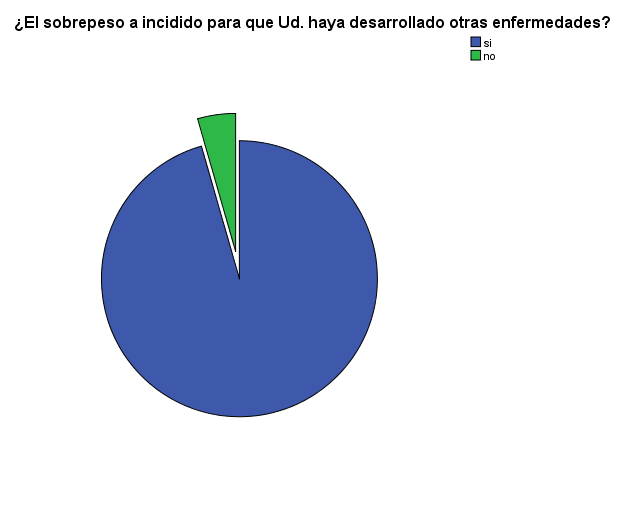 ¿El sobrepeso a incidido para que Ud. haya desarrollado otras enfermedades?
si
no